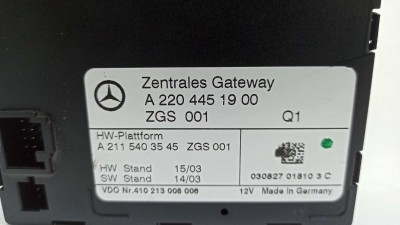 Zentrales Gateway
A 220 445 19 00
ZGS 001 Q1
HW-Plattform
A 211 540 35 45 ZGS 001
HW Stand 15/03
SW Stand 14/03
030827 01810 3 C
VDO Nr.410 213 008 006 12V Made in Germany